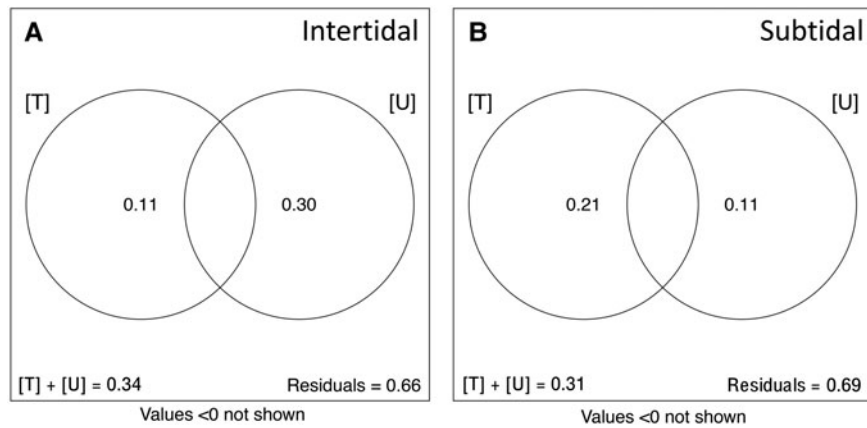 A Intertidal
[T] [U]
0.11 0.30
[T] + [U] = 0.34 Residuals = 0.66
Values <0 not shown
B Subtidal
[T] [U]
0.21 0.11
[T] + [U] = 0.31 Residuals = 0.69
Values <0 not shown